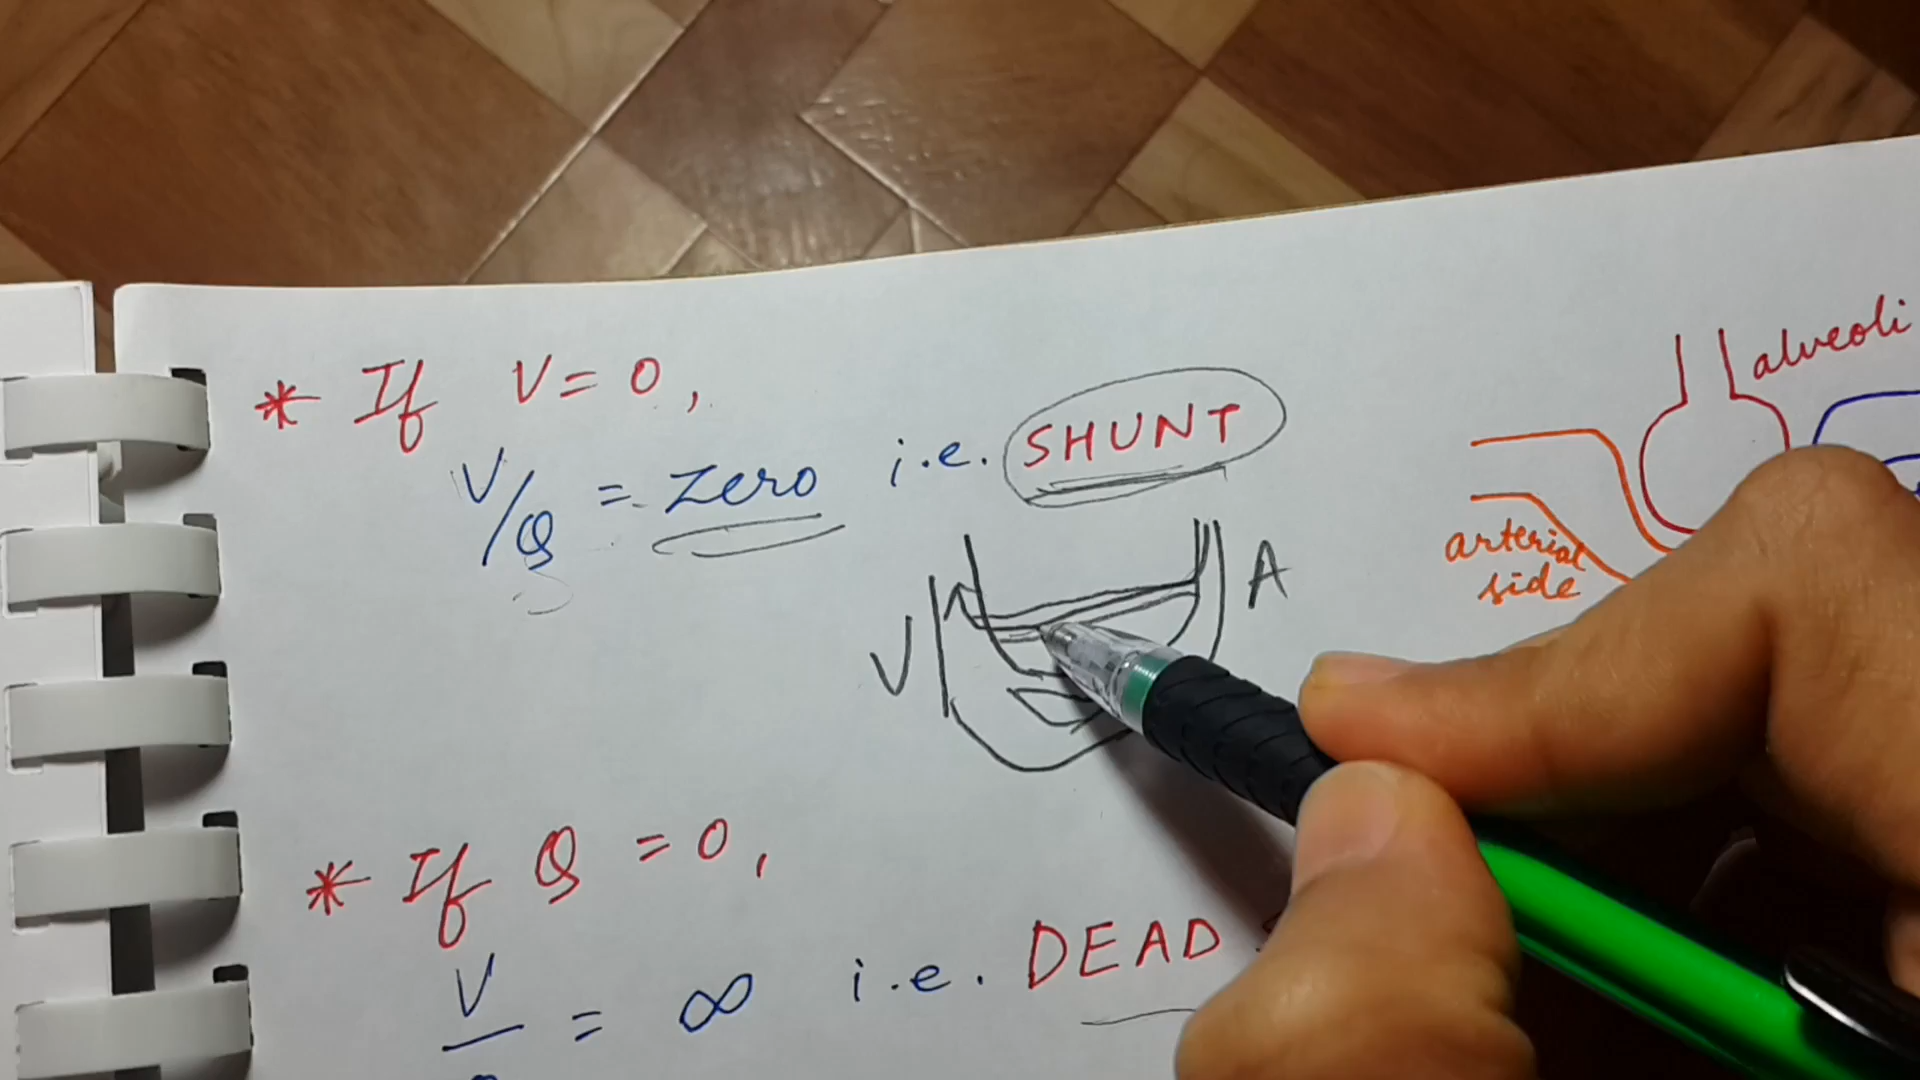 * If V = 0,
V/Q = Zero i.e. SHUNT
alveoli
arterial
side
V
A
* If Q = 0,
V
— = ∞ i.e. DEAD